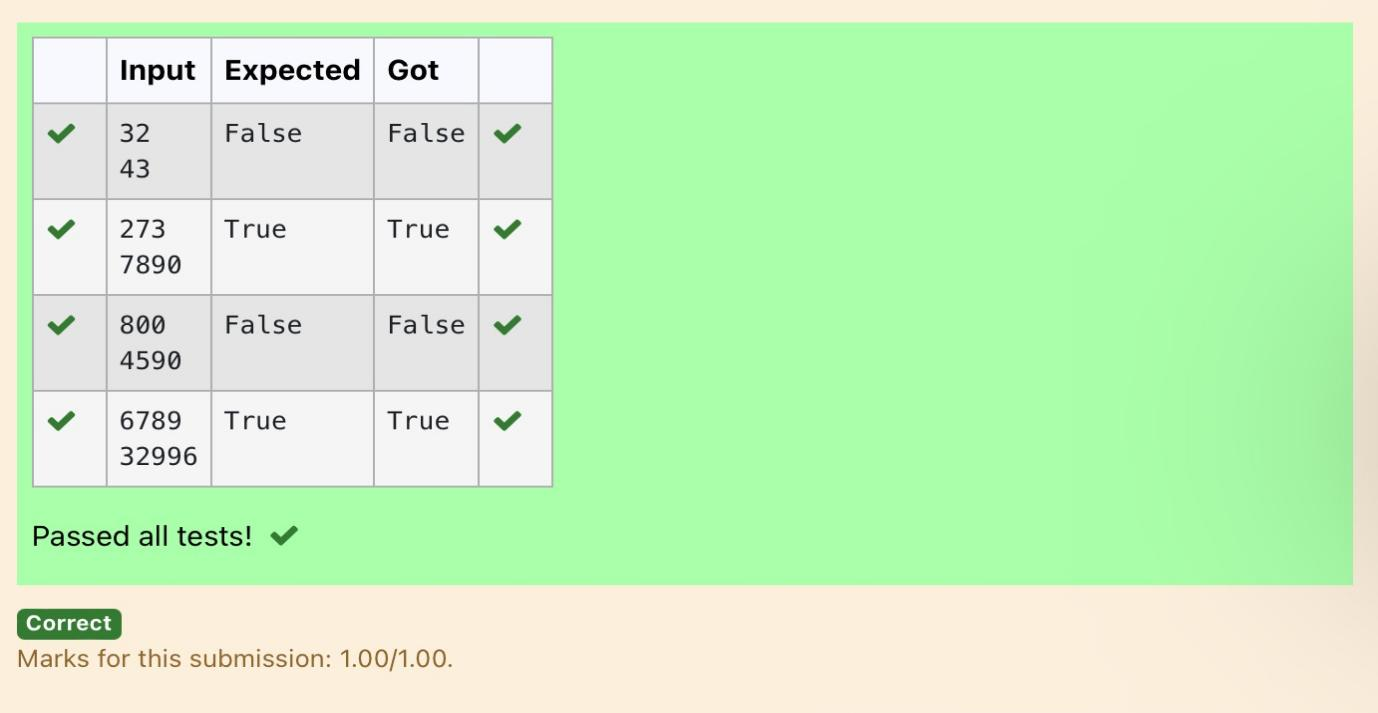 Input Expected Got
32 False False
43
273 True True
7890
800 False False
4590
6789 True True
32996
Passed all tests!
Correct
Marks for this submission: 1.00/1.00.